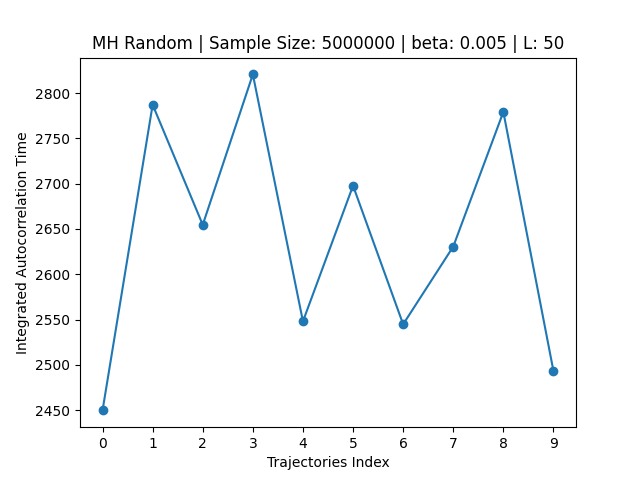 MH Random | Sample Size: 5000000 | beta: 0.005 | L: 50
Integrated Autocorrelation Time
2800
2750
2700
2650
2600
2550
2500
2450
0 1 2 3 4 5 6 7 8 9
Trajectories Index